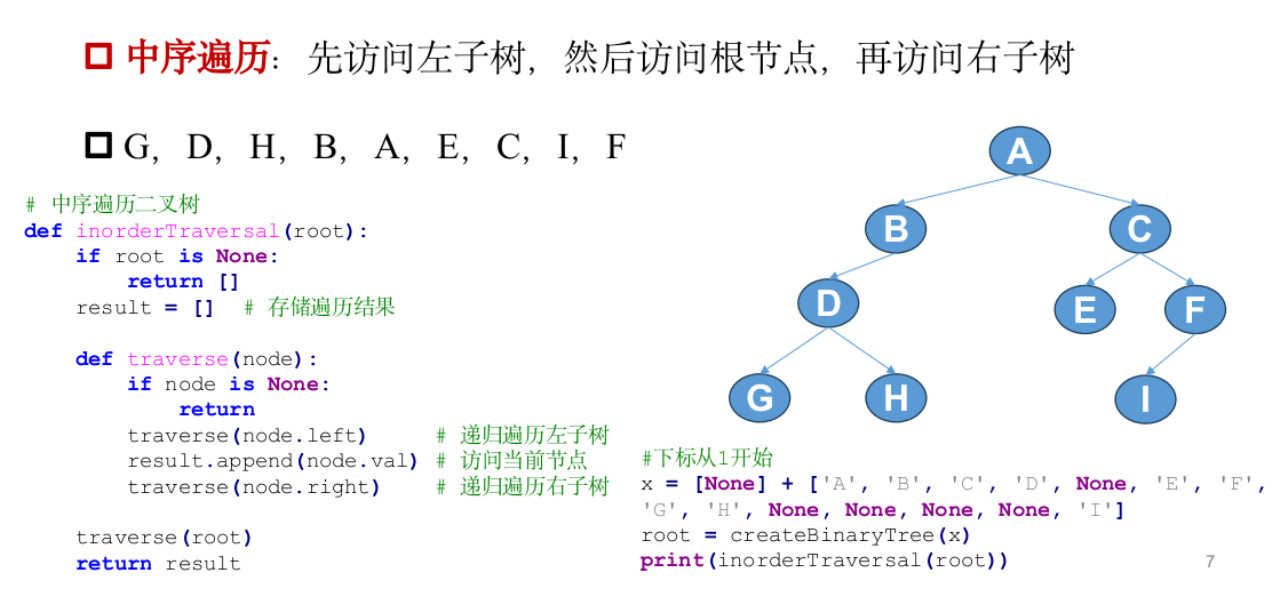 中序遍历：先访问左子树，然后访问根节点，再访问右子树
G，D，H，B，A，E，C，I，F
# 中序遍历二叉树
def inorderTraversal(root):
    if root is None:
        return []
    result = []  # 存储遍历结果
    def traverse(node):
        if node is None:
            return
        traverse(node.left)     # 递归遍历左子树
        result.append(node.val) # 访问当前节点
        traverse(node.right)    # 递归遍历右子树
    traverse(root)
    return result
A
B
C
D
E
F
G
H
I
#下标从1开始
x = [None] + ['A', 'B', 'C', 'D', None, 'E', 'F',
'G', 'H', None, None, None, None, 'I']
root = createBinaryTree(x)
print(inorderTraversal(root))
7